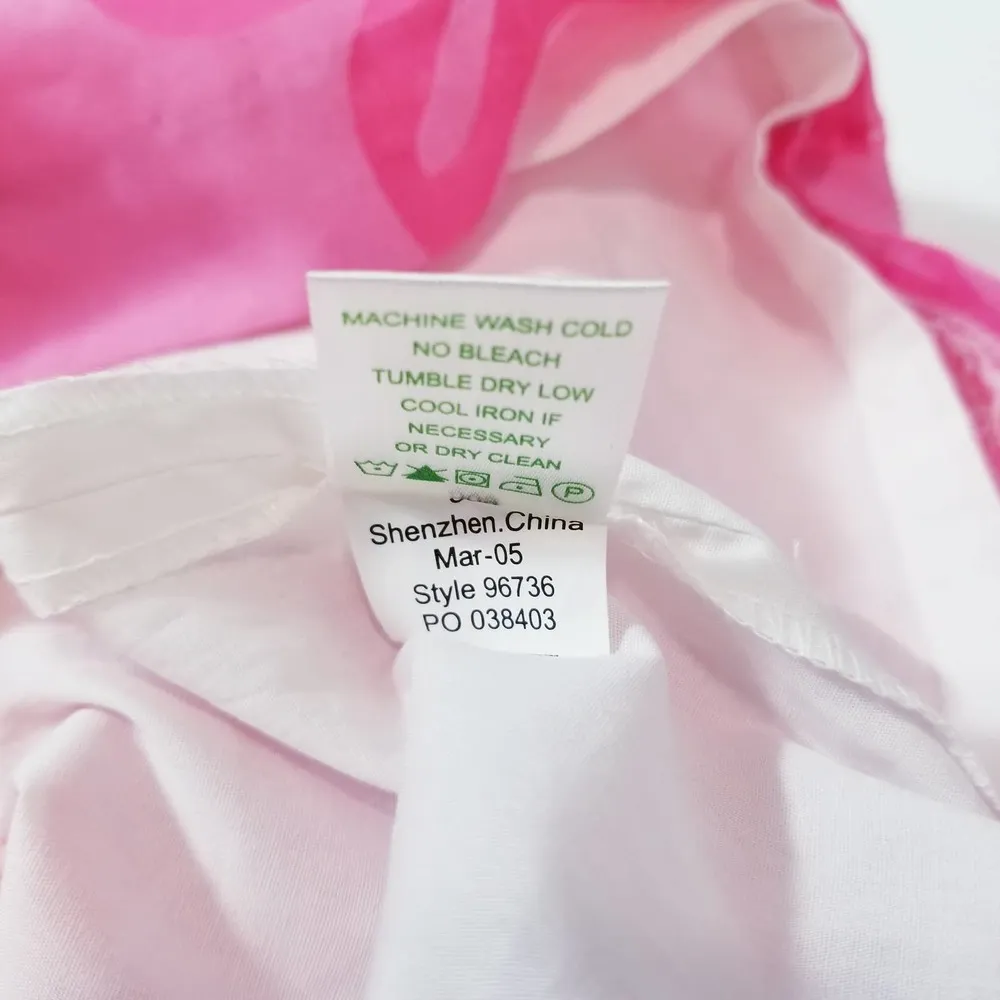 MACHINE WASH COLD
NO BLEACH
TUMBLE DRY LOW
COOL IRON IF
NECESSARY
OR DRY CLEAN
P
Shenzhen.China
Mar-05
Style 96736
PO 038403